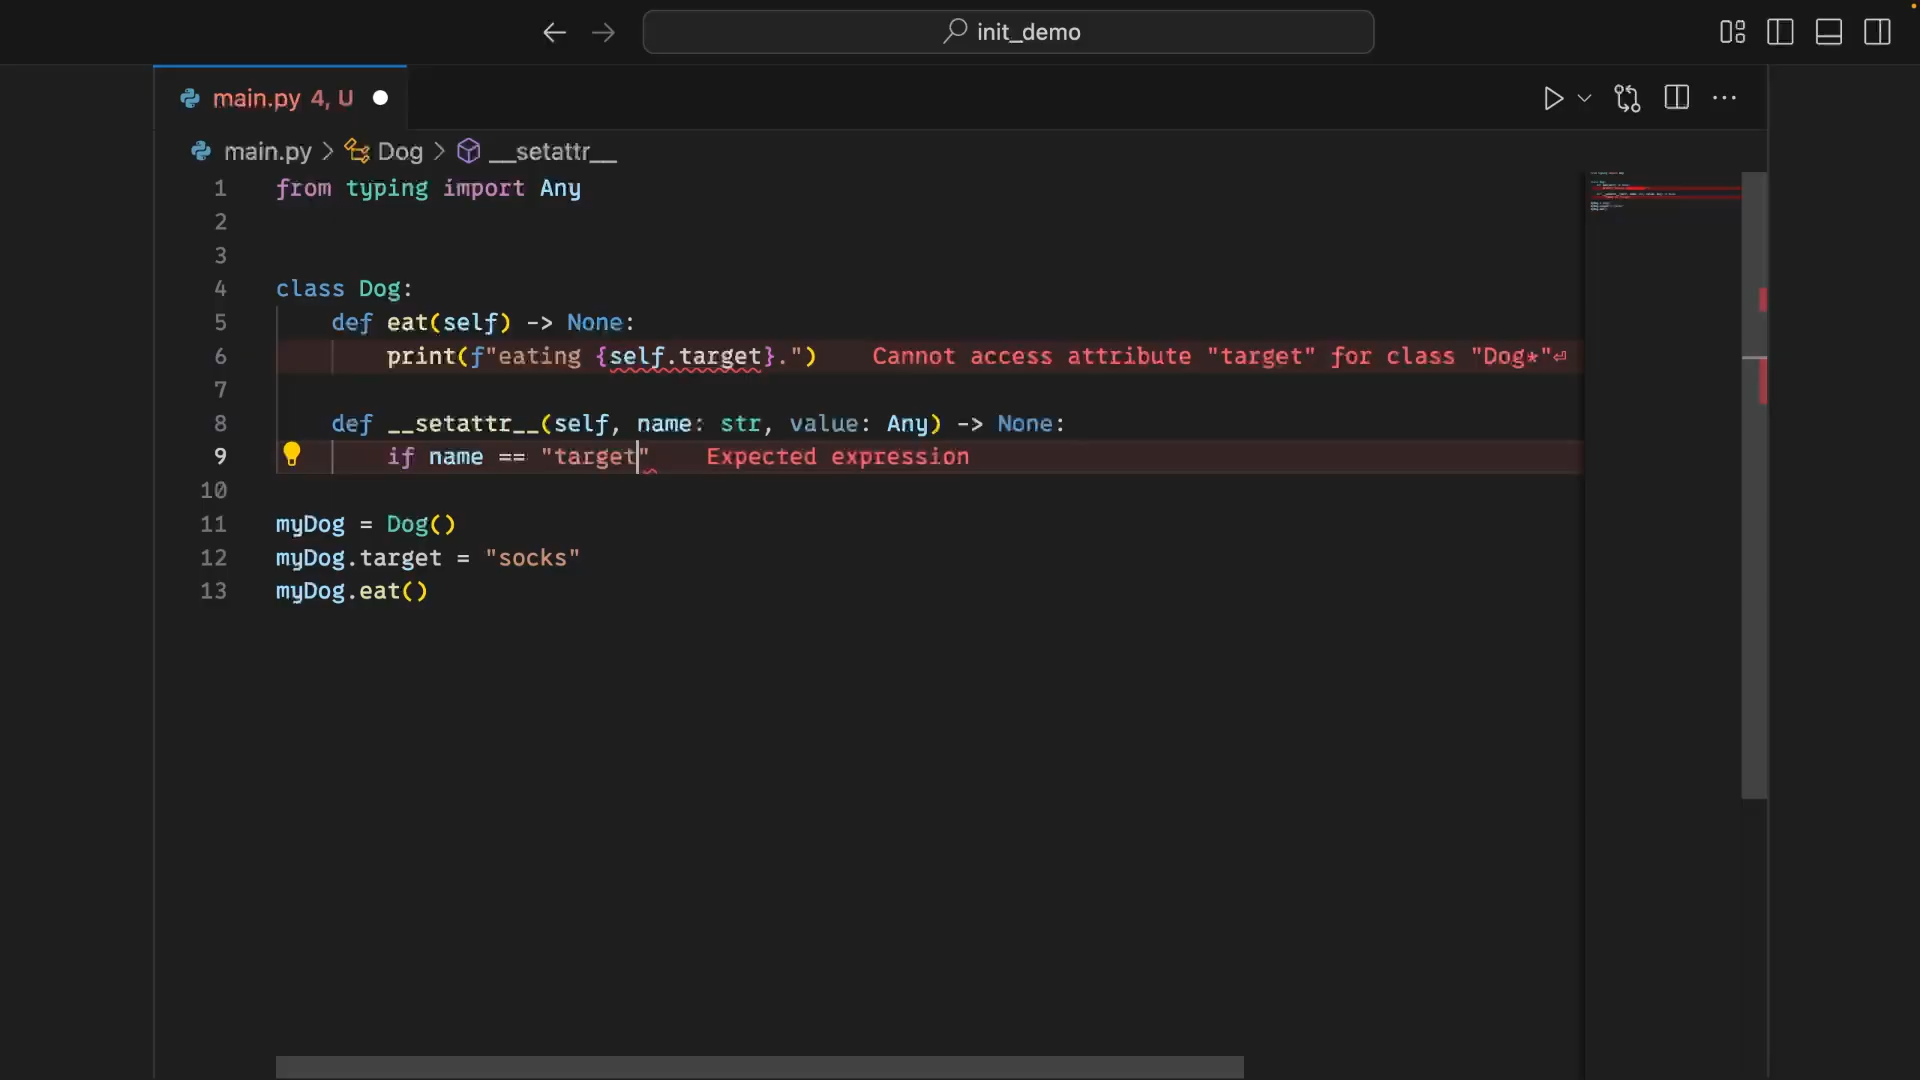 init_demo
main.py 4, U
main.py > Dog > __setattr__
1 from typing import Any
2
3
4 class Dog:
5     def eat(self) -> None:
6         print(f"eating {self.target}.")    Cannot access attribute "target" for class "Dog*"⏎
7
8     def __setattr__(self, name: str, value: Any) -> None:
9         if name == "target"    Expected expression
10
11 myDog = Dog()
12 myDog.target = "socks"
13 myDog.eat()